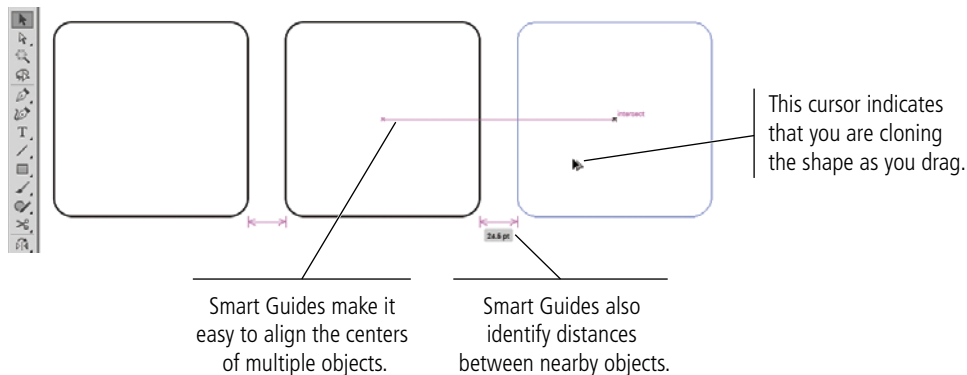 intersect
This cursor indicates
that you are cloning
the shape as you drag.
24.5 pt
Smart Guides make it
easy to align the centers
of multiple objects.
Smart Guides also
identify distances
between nearby objects.